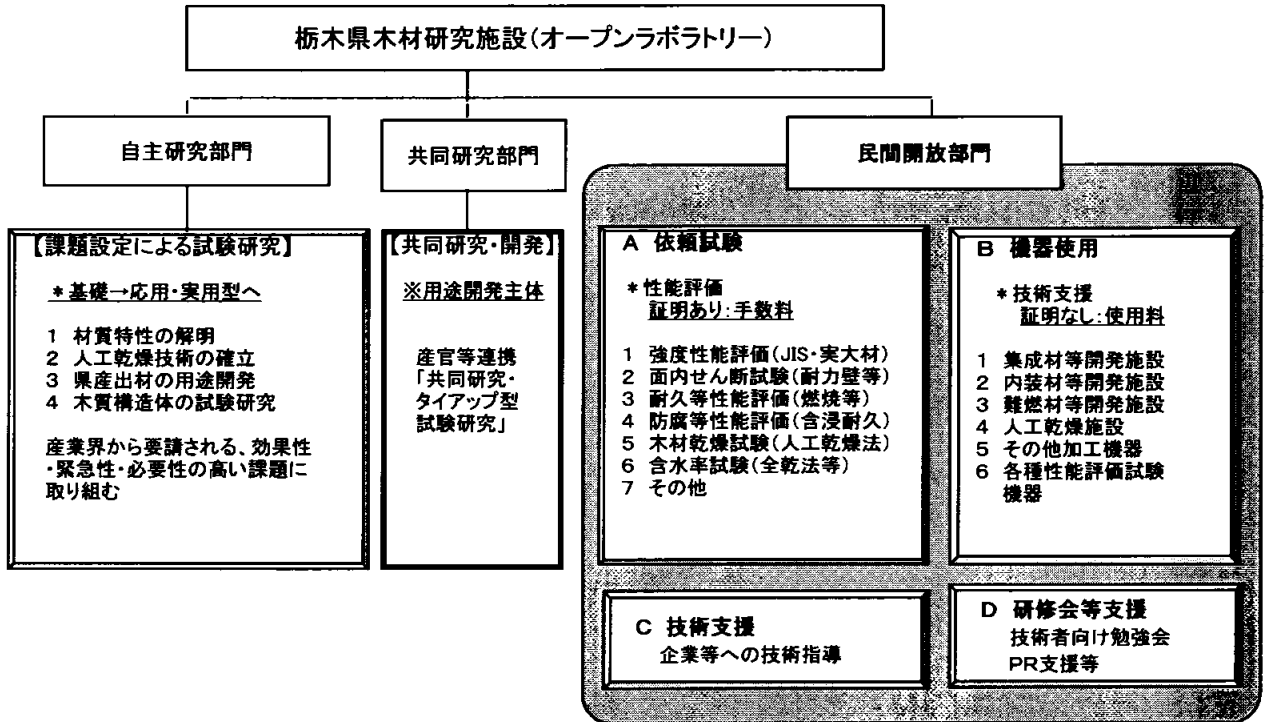 栃木県木材研究施設(オープンラボラトリー)
自主研究部門
共同研究部門
民間開放部門
【課題設定による試験研究】
*基礎→応用・実用型へ
1 材質特性の解明
2 人工乾燥技術の確立
3 県産出材の用途開発
4 木質構造体の試験研究
産業界から要請される、効果性
・緊急性・必要性の高い課題に
取り組む
【共同研究・開発】
※用途開発主体
産官等連携
「共同研究・
タイアップ型
試験研究」
A 依頼試験
*性能評価
証明あり:手数料
1 強度性能評価(JIS・実大材)
2 面内せん断試験(耐力壁等)
3 耐久等性能評価(燃焼等)
4 防腐等性能評価(含浸耐久)
5 木材乾燥試験(人工乾燥法)
6 含水率試験(全乾法等)
7 その他
B 機器使用
*技術支援
証明なし:使用料
1 集成材等開発施設
2 内装材等開発施設
3 難燃材等開発施設
4 人工乾燥施設
5 その他加工機器
6 各種性能評価試験
機器
C 技術支援
企業等への技術指導
D 研修会等支援
技術者向け勉強会
PR支援等